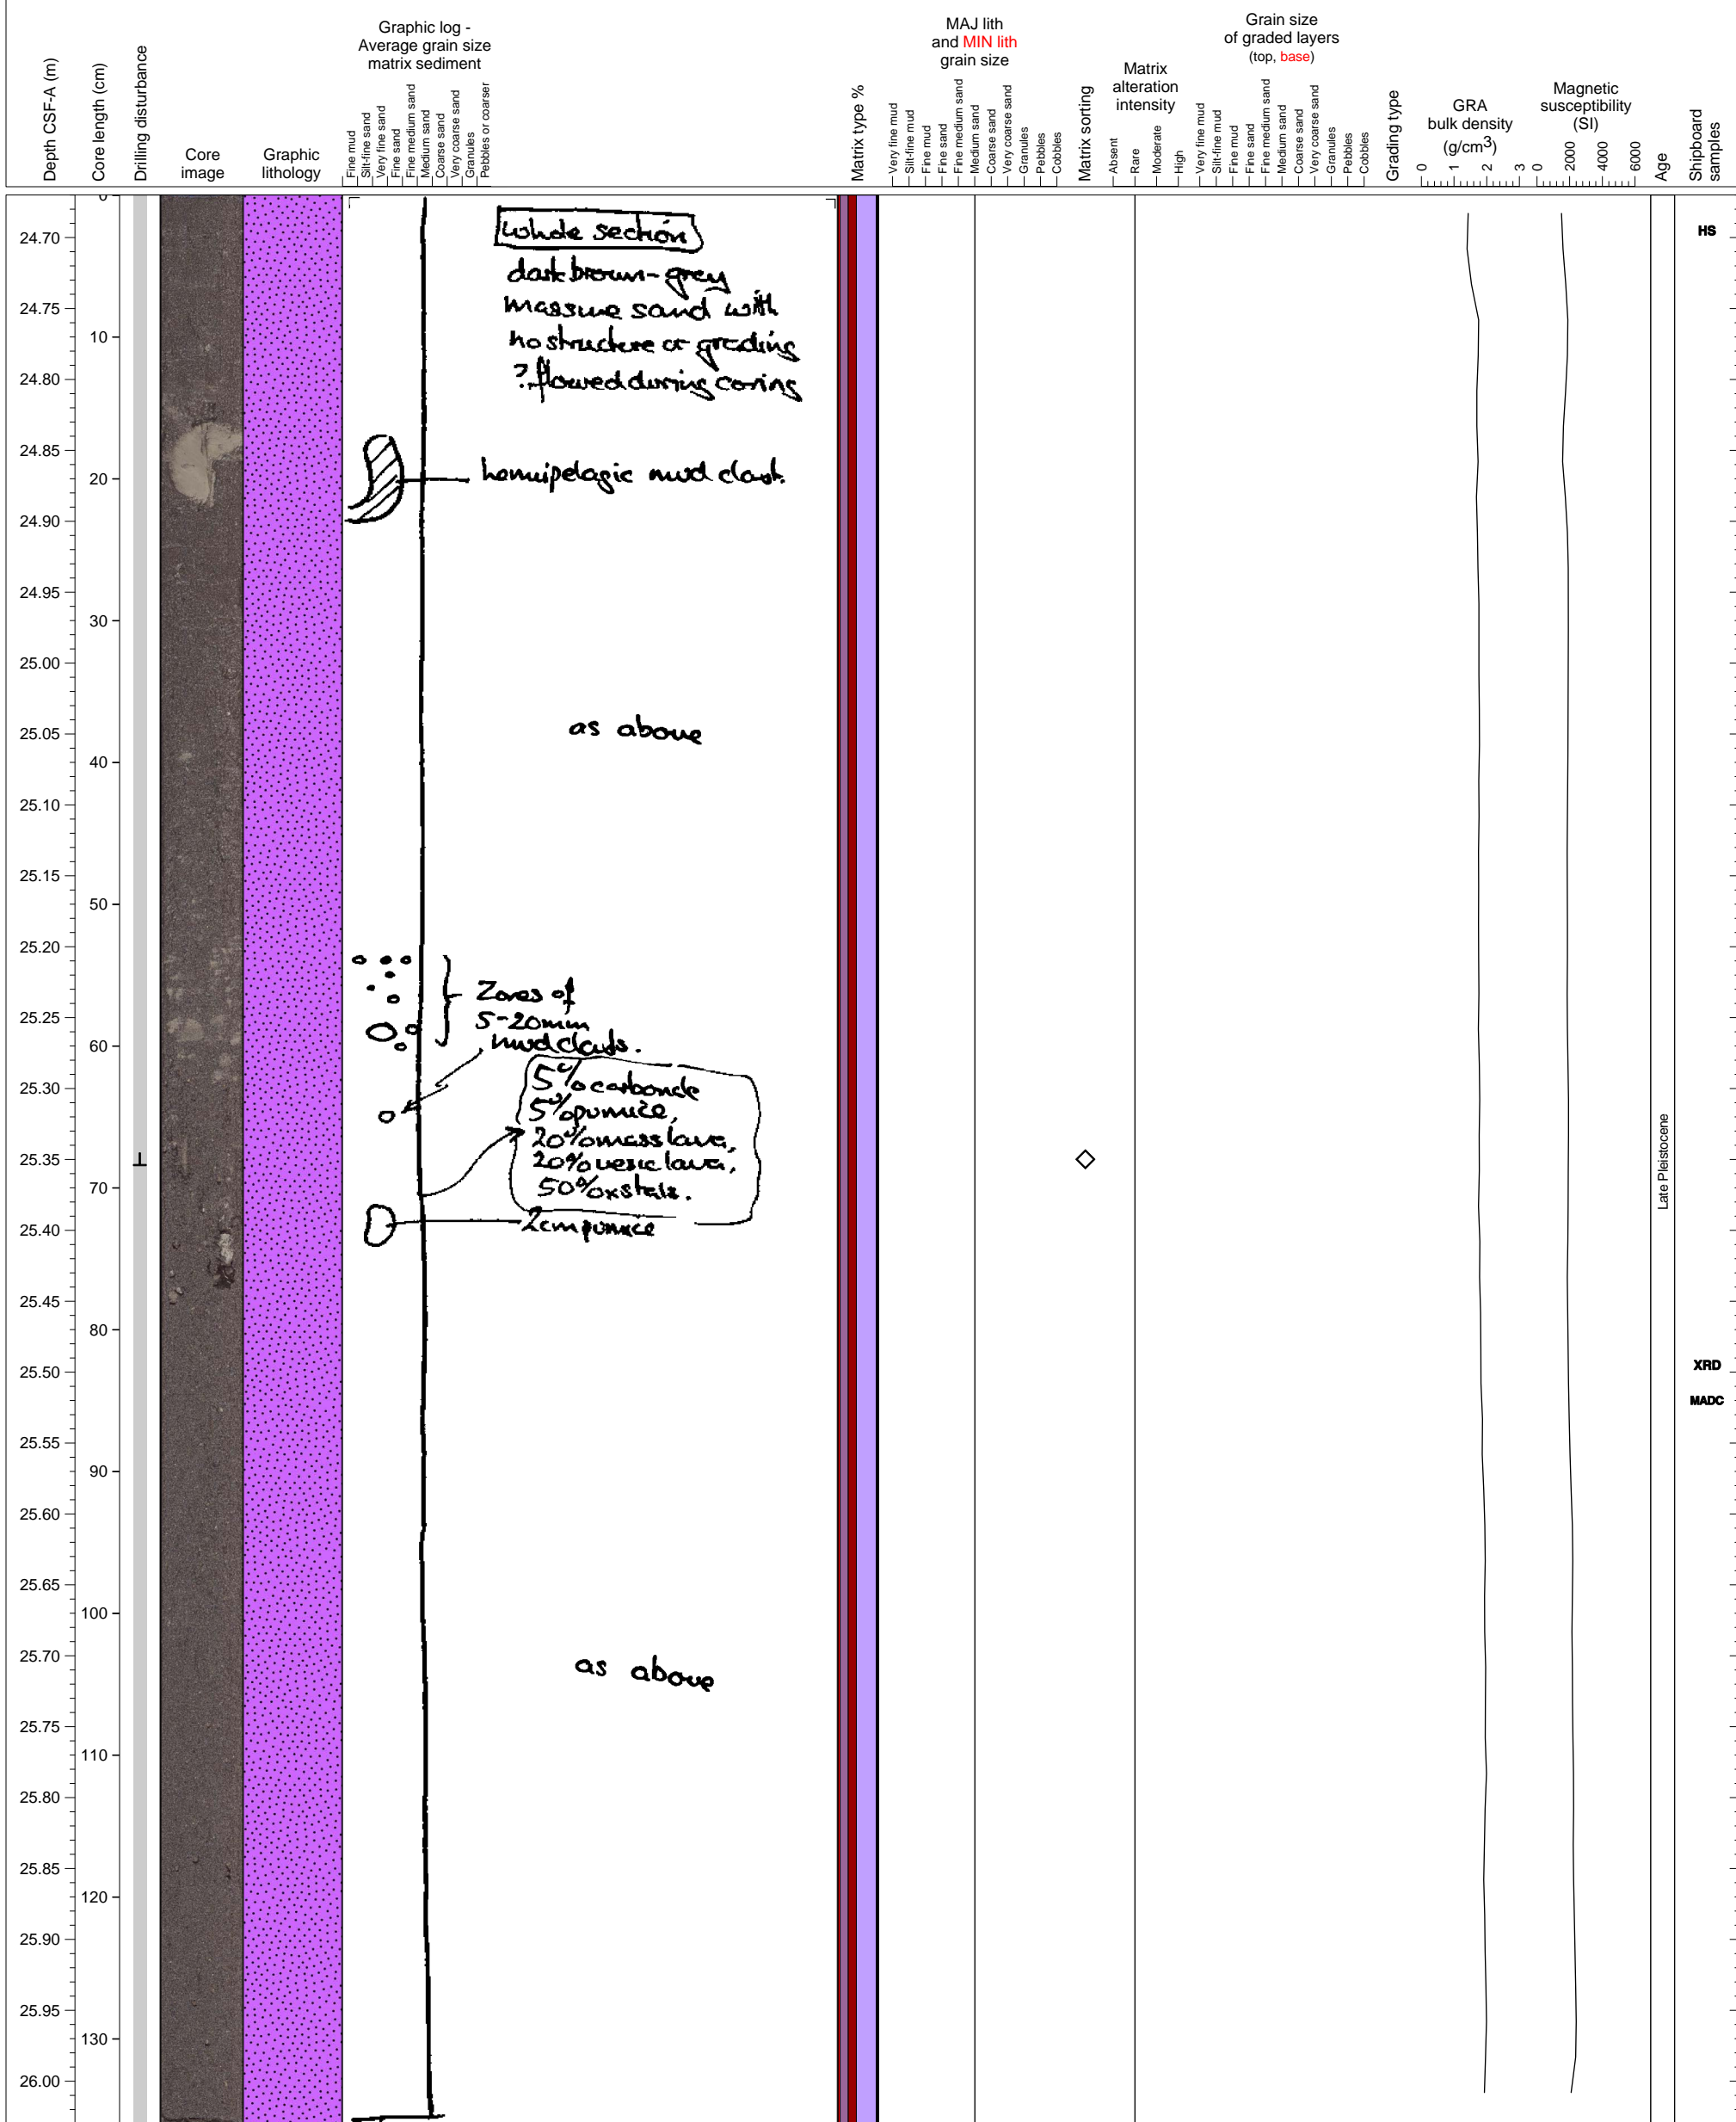 Depth CSF-A (m)
Core length (cm)
Drilling disturbance
Core
image
Graphic
lithology
Graphic log -
Average grain size
matrix sediment
Fine mud
Silt-fine sand
Very fine sand
Fine sand
Fine medium sand
Medium sand
Coarse sand
Very coarse sand
Granules
Pebbles or coarser
Matrix type %
MAJ lith
and MIN lith
grain size
Very fine mud
Silt-fine mud
Fine mud
Fine sand
Fine medium sand
Medium sand
Coarse sand
Very coarse sand
Granules
Pebbles
Cobbles
Matrix sorting
Matrix
alteration
intensity
Absent
Rare
Moderate
High
Grain size
of graded layers
(top, base)
Very fine mud
Silt-fine mud
Fine mud
Fine sand
Fine medium sand
Medium sand
Coarse sand
Very coarse sand
Granules
Pebbles
Cobbles
Grading type
GRA
bulk density
(g/cm3)
0 1 2 3
Magnetic
susceptibility
(SI)
0 2000 4000 6000
Age
Shipboard
samples
0
24.70
24.75
10
24.80
24.85
20
24.90
24.95
30
25.00
25.05
40
25.10
25.15
50
25.20
25.25
60
25.30
25.35
70
25.40
25.45
80
25.50
25.55
90
25.60
25.65
100
25.70
25.75
110
25.80
25.85
120
25.90
25.95
130
26.00
whole section
dark brown-grey
massive sand with
no structure or grading
? flowed during coring
hemipelagic mud clast.
as above
Zones of
5-20mm
mud clasts.
5% carbonate
5% pumice,
20% mass lava,
20% vesic lava,
50% xstals.
2cm pumice
as above
Late Pleistocene
HS
XRD
MADC